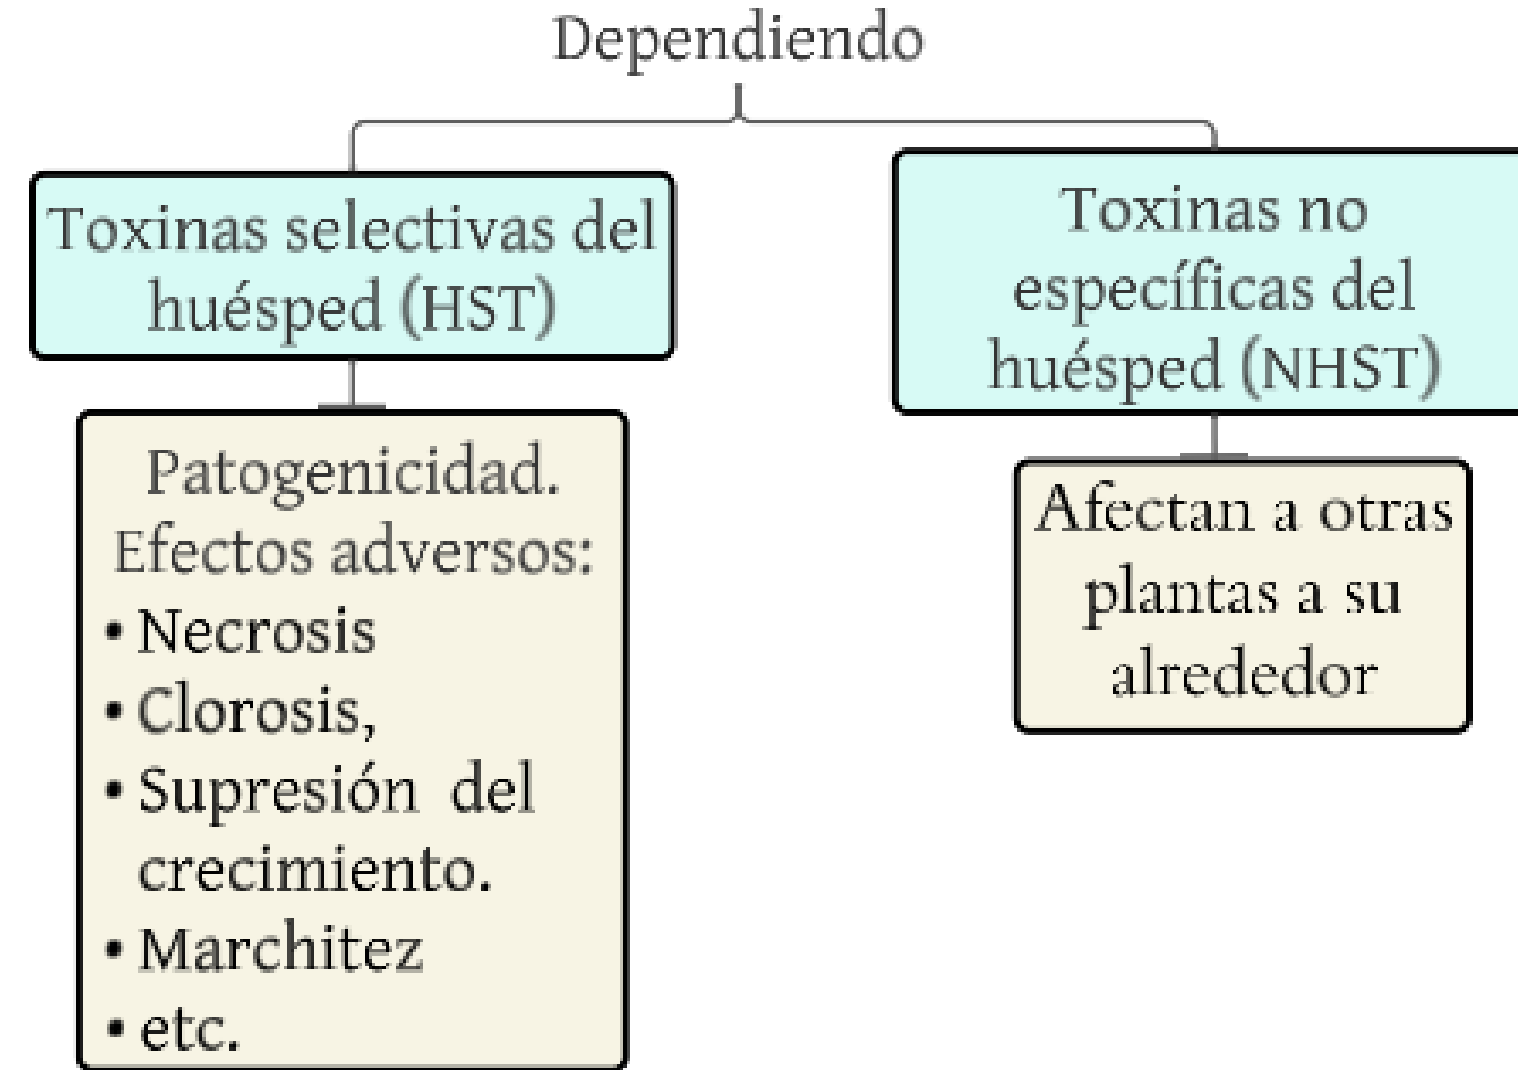 Dependiendo
Toxinas selectivas del
huésped (HST)
Patogenicidad.
Efectos adversos:
• Necrosis
• Clorosis,
• Supresión del
crecimiento.
• Marchitez
• etc.
Toxinas no
específicas del
huésped (NHST)
Afectan a otras
plantas a su
alrededor